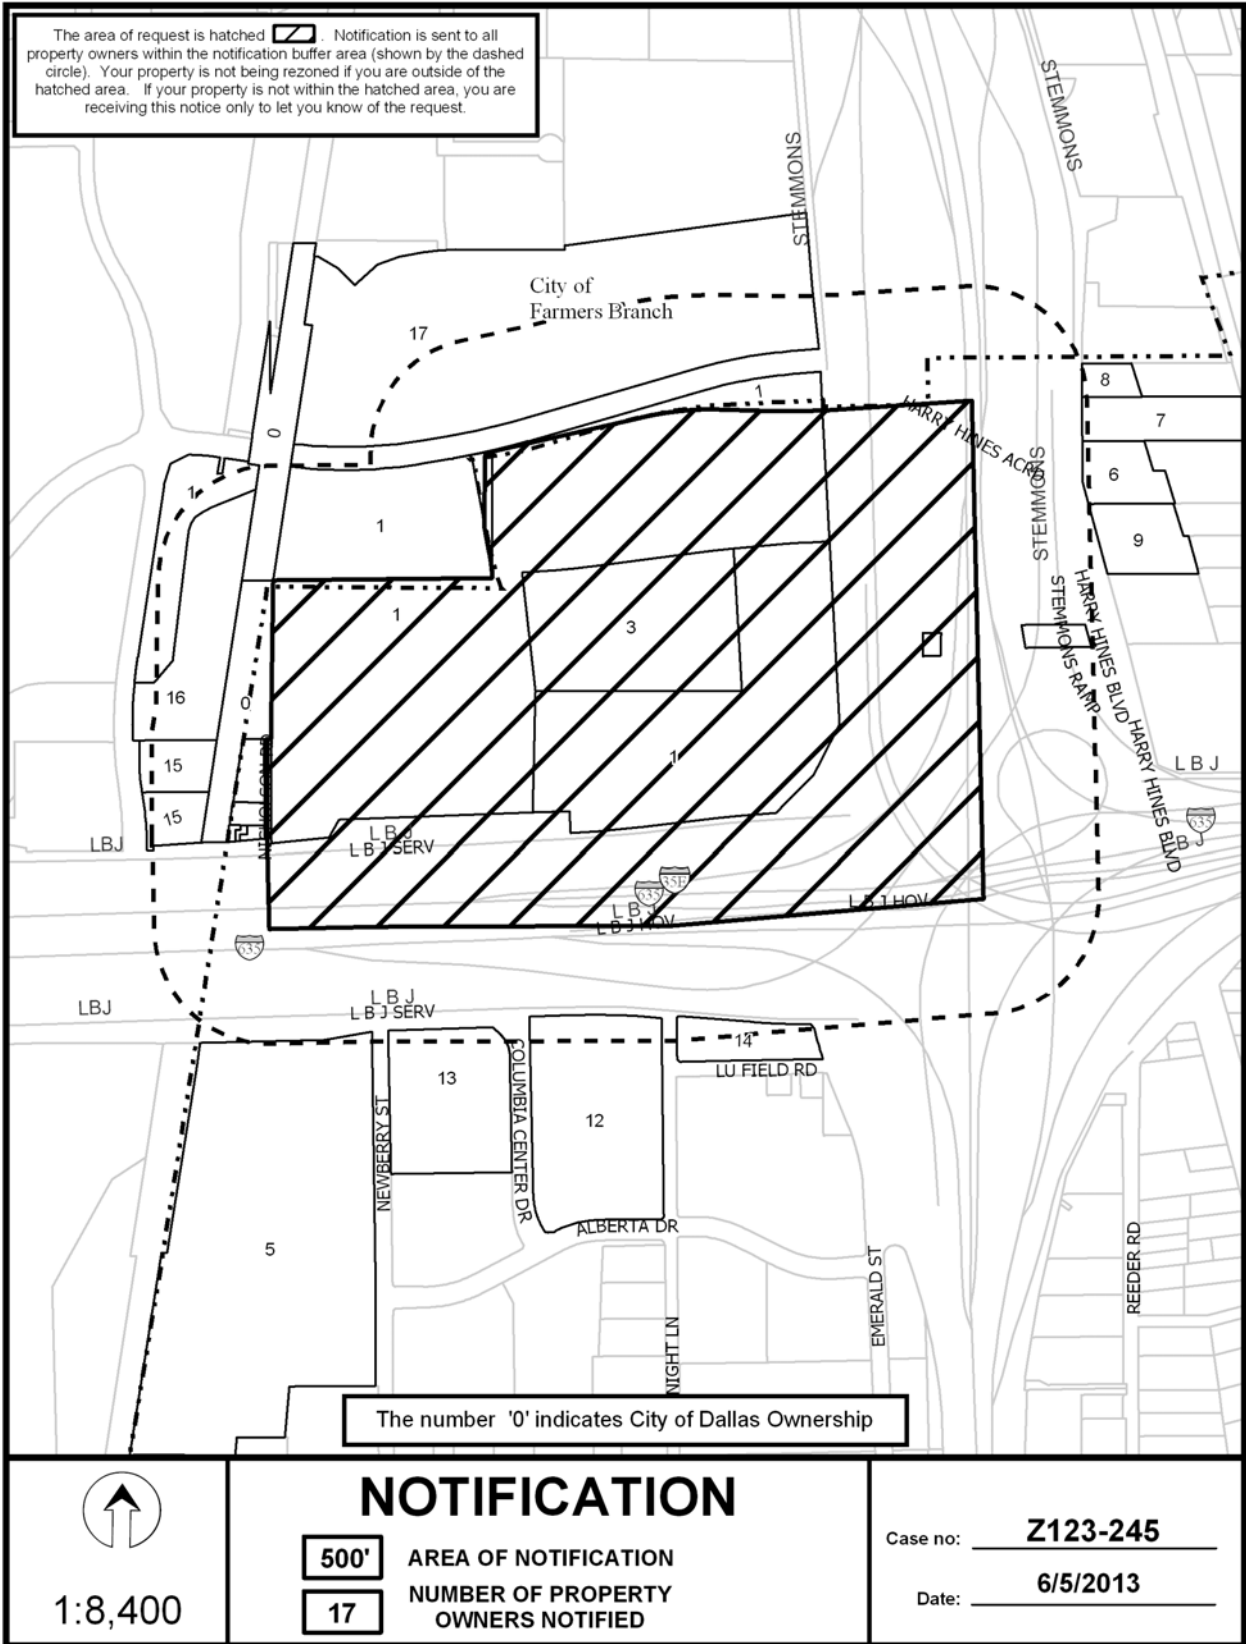 The area of request is hatched . Notification is sent to all
property owners within the notification buffer area (shown by the dashed
circle). Your property is not being rezoned if you are outside of the
hatched area. If your property is not within the hatched area, you are
receiving this notice only to let you know of the request.
STEMMONS
STEMMONS
City of
Farmers Branch
17
1
8
HARRY HINES ACRD
7
0
STEMMONS
6
1
1
9
1
3
STEMMONS RAMP
HARRY HINES BLVD
16
0
HARRY HINES BLVD
1
15
L B J
15
NICHOLSON RD
L B J
L B J SERV
LBJ
635
L B J
35E
635
L B J
L B J HOV
L B J HOV
635
LBJ
L B J
L B J SERV
14
LU FIELD RD
13
COLUMBIA CENTER DR
12
NEWBERRY ST
ALBERTA DR
5
EMERALD ST
REEDER RD
NIGHT LN
The number '0' indicates City of Dallas Ownership
1:8,400
NOTIFICATION
500' AREA OF NOTIFICATION
17 NUMBER OF PROPERTY
OWNERS NOTIFIED
Case no: Z123-245
Date: 6/5/2013